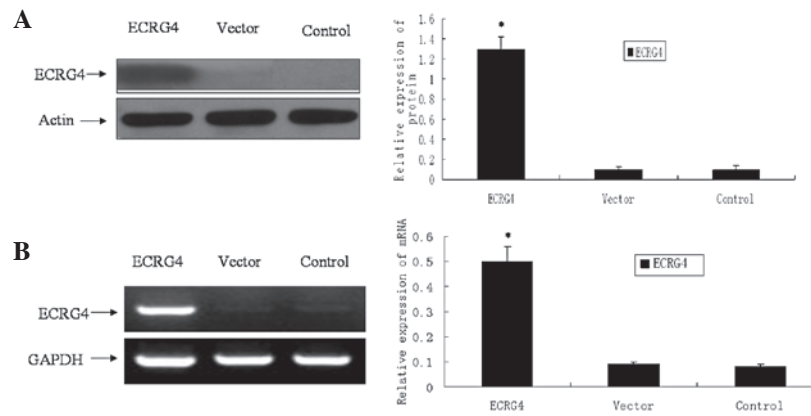 A
ECRG4 Vector Control
ECRG4
Actin
Relative expression of
protein
1.6
1.4
1.2
1
0.8
0.6
0.4
0.2
0
*
ECRG4
ECRG4 Vector Control
B
ECRG4 Vector Control
ECRG4
GAPDH
Relative expression of mRNA
0.6
0.5
0.4
0.3
0.2
0.1
0
*
ECRG4
ECRG4 Vector Control